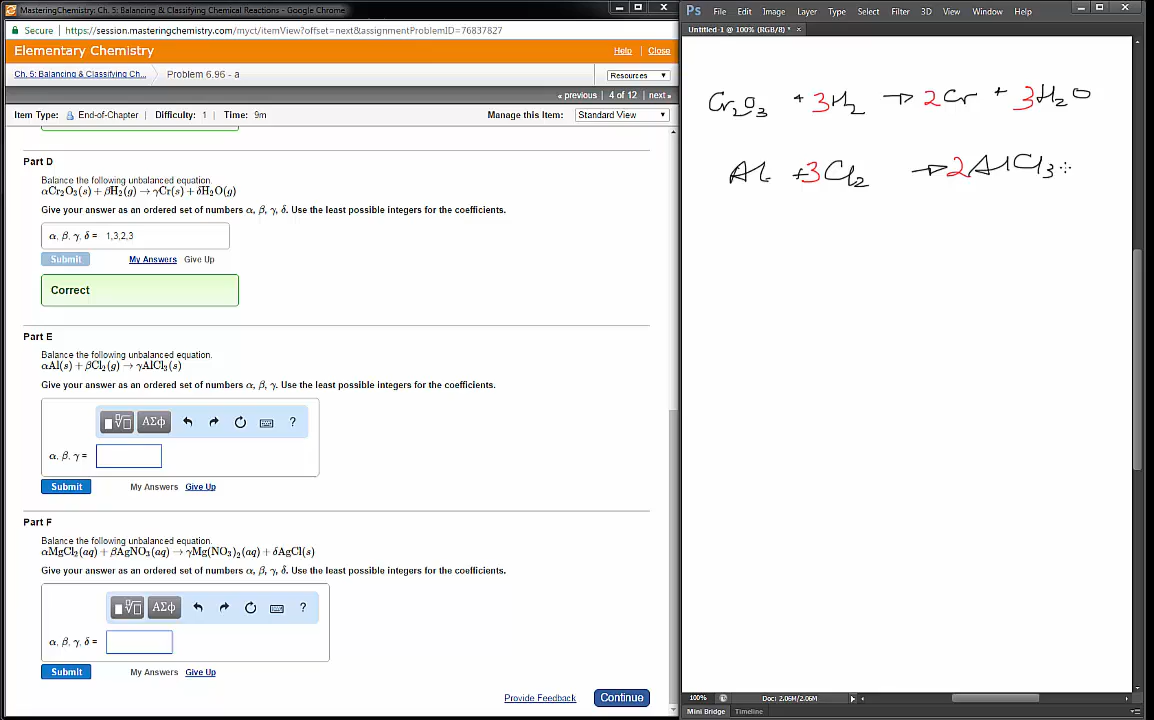 MasteringChemistry: Ch. 5: Balancing & Classifying Chemical Reactions - Google Chrome
Secure | https://session.masteringchemistry.com/myct/itemView?offset=next&assignmentProblemID=76837827
Elementary Chemistry
Help | Close
Ch. 5: Balancing & Classifying Ch... Problem 6.96 - a
Resources
« previous | 4 of 12 | next »
Item Type: End-of-Chapter | Difficulty: 1 | Time: 9m
Manage this Item: Standard View
Part D
Balance the following unbalanced equation.
αCr₂O₃(s) + βH₂(g) → γCr(s) + δH₂O(g)
Give your answer as an ordered set of numbers α, β, γ, δ. Use the least possible integers for the coefficients.
α, β, γ, δ = 1,3,2,3
Submit My Answers Give Up
Correct
Part E
Balance the following unbalanced equation.
αAl(s) + βCl₂(g) → γAlCl₃(s)
Give your answer as an ordered set of numbers α, β, γ. Use the least possible integers for the coefficients.
ΑΣφ ?
α, β, γ =
Submit My Answers Give Up
Part F
Balance the following unbalanced equation.
αMgCl₂(aq) + βAgNO₃(aq) → γMg(NO₃)₂(aq) + δAgCl(s)
Give your answer as an ordered set of numbers α, β, γ, δ. Use the least possible integers for the coefficients.
ΑΣφ ?
α, β, γ, δ =
Submit My Answers Give Up
Provide Feedback Continue
Ps File Edit Image Layer Type Select Filter 3D View Window Help
Untitled-1 @ 100% (RGB/8) * ×
Cr₂O₃ + 3H₂ → 2Cr + 3H₂O
Al + 3Cl₂ → 2AlCl₃
100% Doc: 2.06M/2.06M
Mini Bridge Timeline